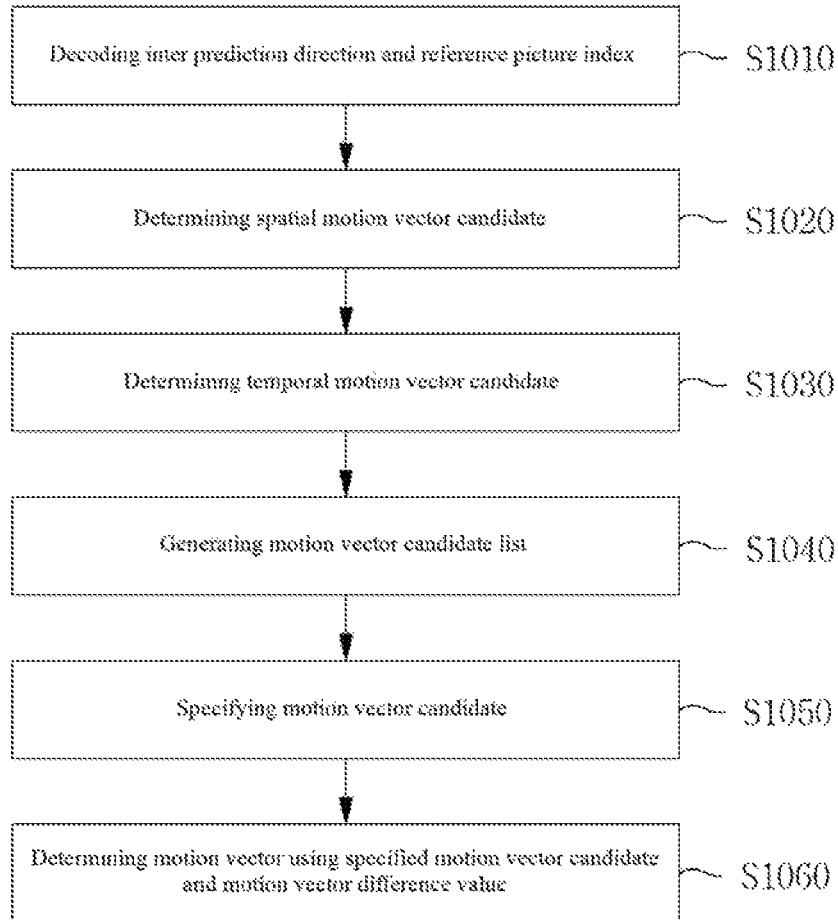 Decoding inter prediction direction and reference picture index
S1010
Determining spatial motion vector candidate
S1020
Determining temporal motion vector candidate
S1030
Generating motion vector candidate list
S1040
Specifying motion vector candidate
S1050
Determining motion vector using specified motion vector candidate
and motion vector difference value
S1060